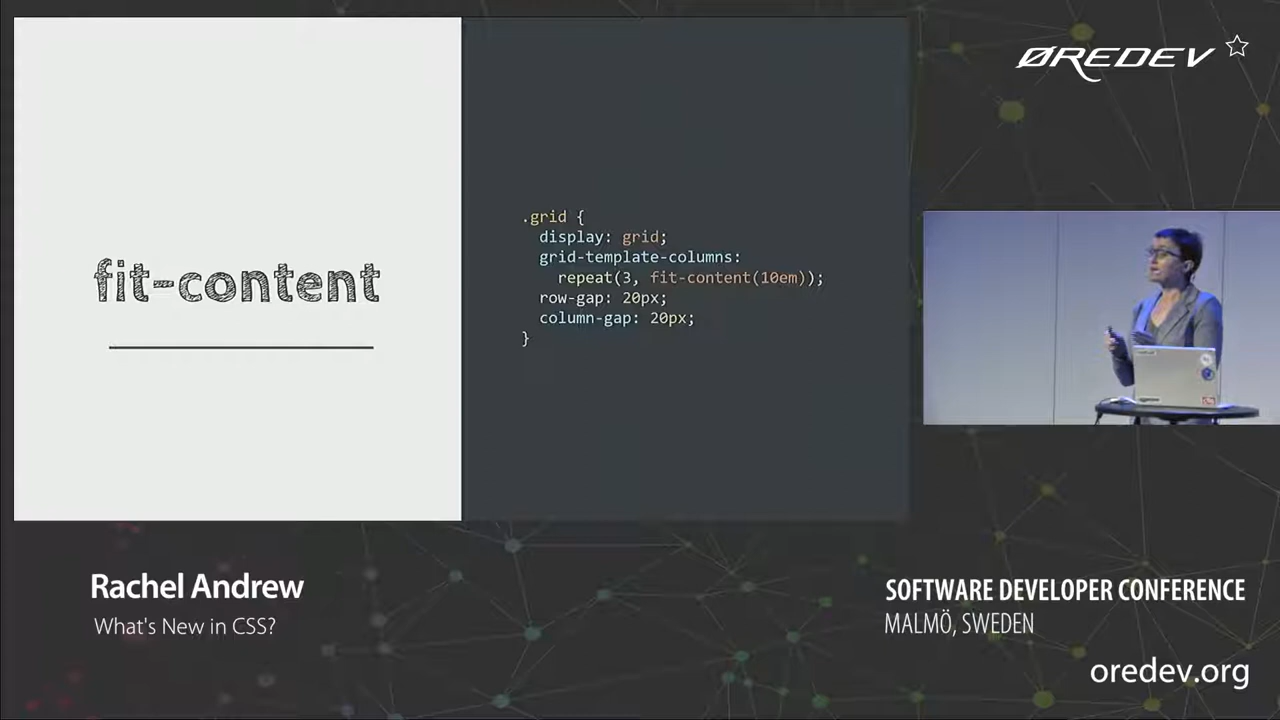 ØREDEV
fit-content
.grid {
display: grid;
grid-template-columns:
repeat(3, fit-content(10em));
row-gap: 20px;
column-gap: 20px;
}
Rachel Andrew
What's New in CSS?
SOFTWARE DEVELOPER CONFERENCE
MALMÖ, SWEDEN
oredev.org